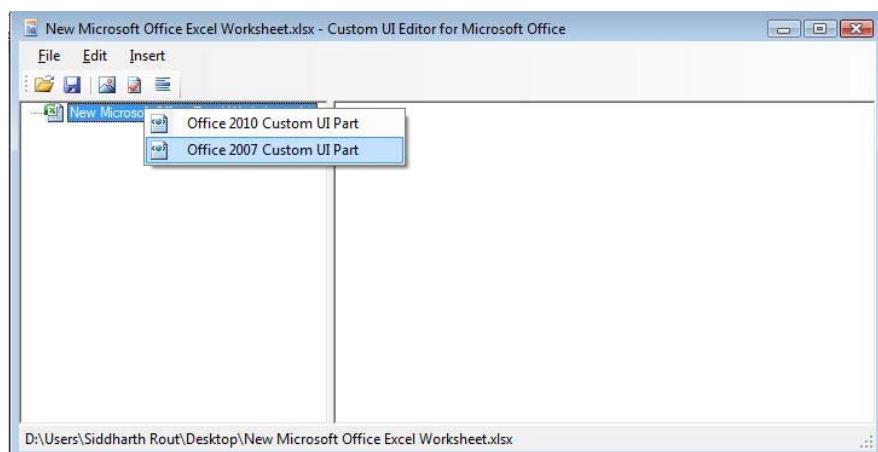 New Microsoft Office Excel Worksheet.xlsx - Custom UI Editor for Microsoft Office
File Edit Insert
New Microso
Office 2010 Custom UI Part
Office 2007 Custom UI Part
D:\Users\Siddharth Rout\Desktop\New Microsoft Office Excel Worksheet.xlsx